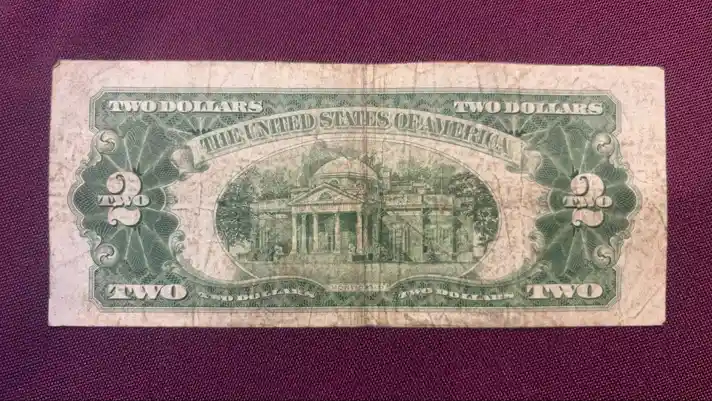 TWO DOLLARS TWO DOLLARS
THE UNITED STATES OF AMERICA
2 2
TWO TWO
TWO TWO DOLLARS MONTICELLO TWO DOLLARS TWO